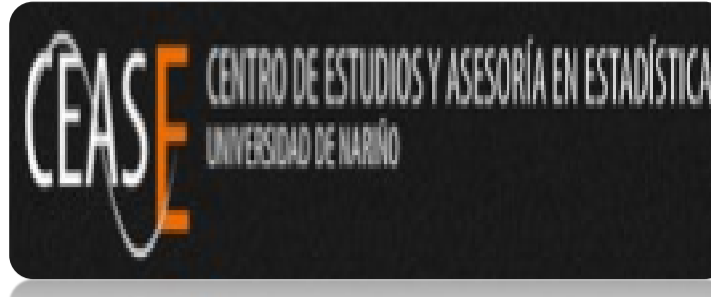 CEASE
CENTRO DE ESTUDIOS Y ASESORÍA EN ESTADÍSTICA
UNIVERSIDAD DE NARIÑO